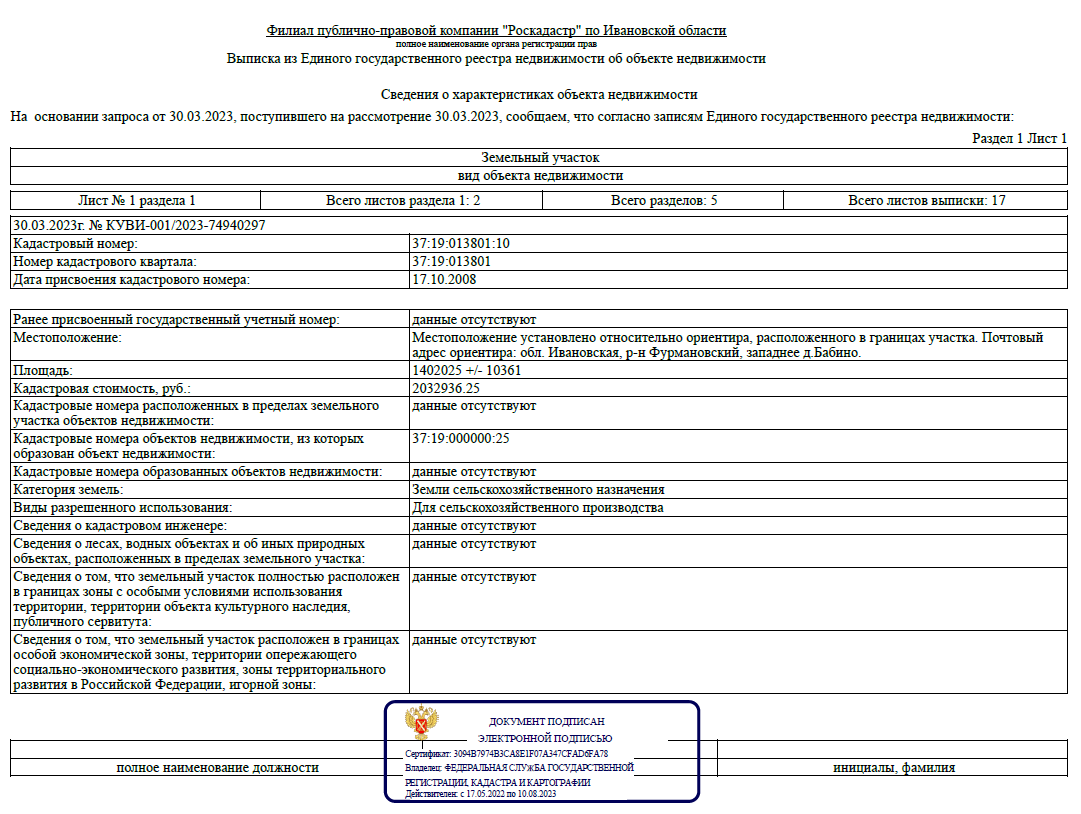 Филиал публично-правовой компании "Роскадастр" по Ивановской области
полное наименование органа регистрации прав
Выписка из Единого государственного реестра недвижимости об объекте недвижимости
Сведения о характеристиках объекта недвижимости
На основании запроса от 30.03.2023, поступившего на рассмотрение 30.03.2023, сообщаем, что согласно записям Единого государственного реестра недвижимости:
Раздел 1 Лист 1
Земельный участок
вид объекта недвижимости
Лист № 1 раздела 1 Всего листов раздела 1: 2 Всего разделов: 5 Всего листов выписки: 17
30.03.2023г. № КУВИ-001/2023-74940297
Кадастровый номер: 37:19:013801:10
Номер кадастрового квартала: 37:19:013801
Дата присвоения кадастрового номера: 17.10.2008
Ранее присвоенный государственный учетный номер: данные отсутствуют
Местоположение: Местоположение установлено относительно ориентира, расположенного в границах участка. Почтовый
адрес ориентира: обл. Ивановская, р-н Фурмановский, западнее д.Бабино.
Площадь: 1402025 +/- 10361
Кадастровая стоимость, руб.: 2032936.25
Кадастровые номера расположенных в пределах земельного данные отсутствуют
участка объектов недвижимости:
Кадастровые номера объектов недвижимости, из которых 37:19:000000:25
образован объект недвижимости:
Кадастровые номера образованных объектов недвижимости: данные отсутствуют
Категория земель: Земли сельскохозяйственного назначения
Виды разрешенного использования: Для сельскохозяйственного производства
Сведения о кадастровом инженере: данные отсутствуют
Сведения о лесах, водных объектах и об иных природных данные отсутствуют
объектах, расположенных в пределах земельного участка:
Сведения о том, что земельный участок полностью расположен данные отсутствуют
в границах зоны с особыми условиями использования
территории, территории объекта культурного наследия,
публичного сервитута:
Сведения о том, что земельный участок расположен в границах данные отсутствуют
особой экономической зоны, территории опережающего
социально-экономического развития, зоны территориального
развития в Российской Федерации, игорной зоны:
ДОКУМЕНТ ПОДПИСАН
ЭЛЕКТРОННОЙ ПОДПИСЬЮ
Сертификат: 3094B7974B3CA8E1F07A347CFAD6FA78
Владелец: ФЕДЕРАЛЬНАЯ СЛУЖБА ГОСУДАРСТВЕННОЙ
РЕГИСТРАЦИИ, КАДАСТРА И КАРТОГРАФИИ
Действителен: с 17.05.2022 по 10.08.2023
полное наименование должности инициалы, фамилия